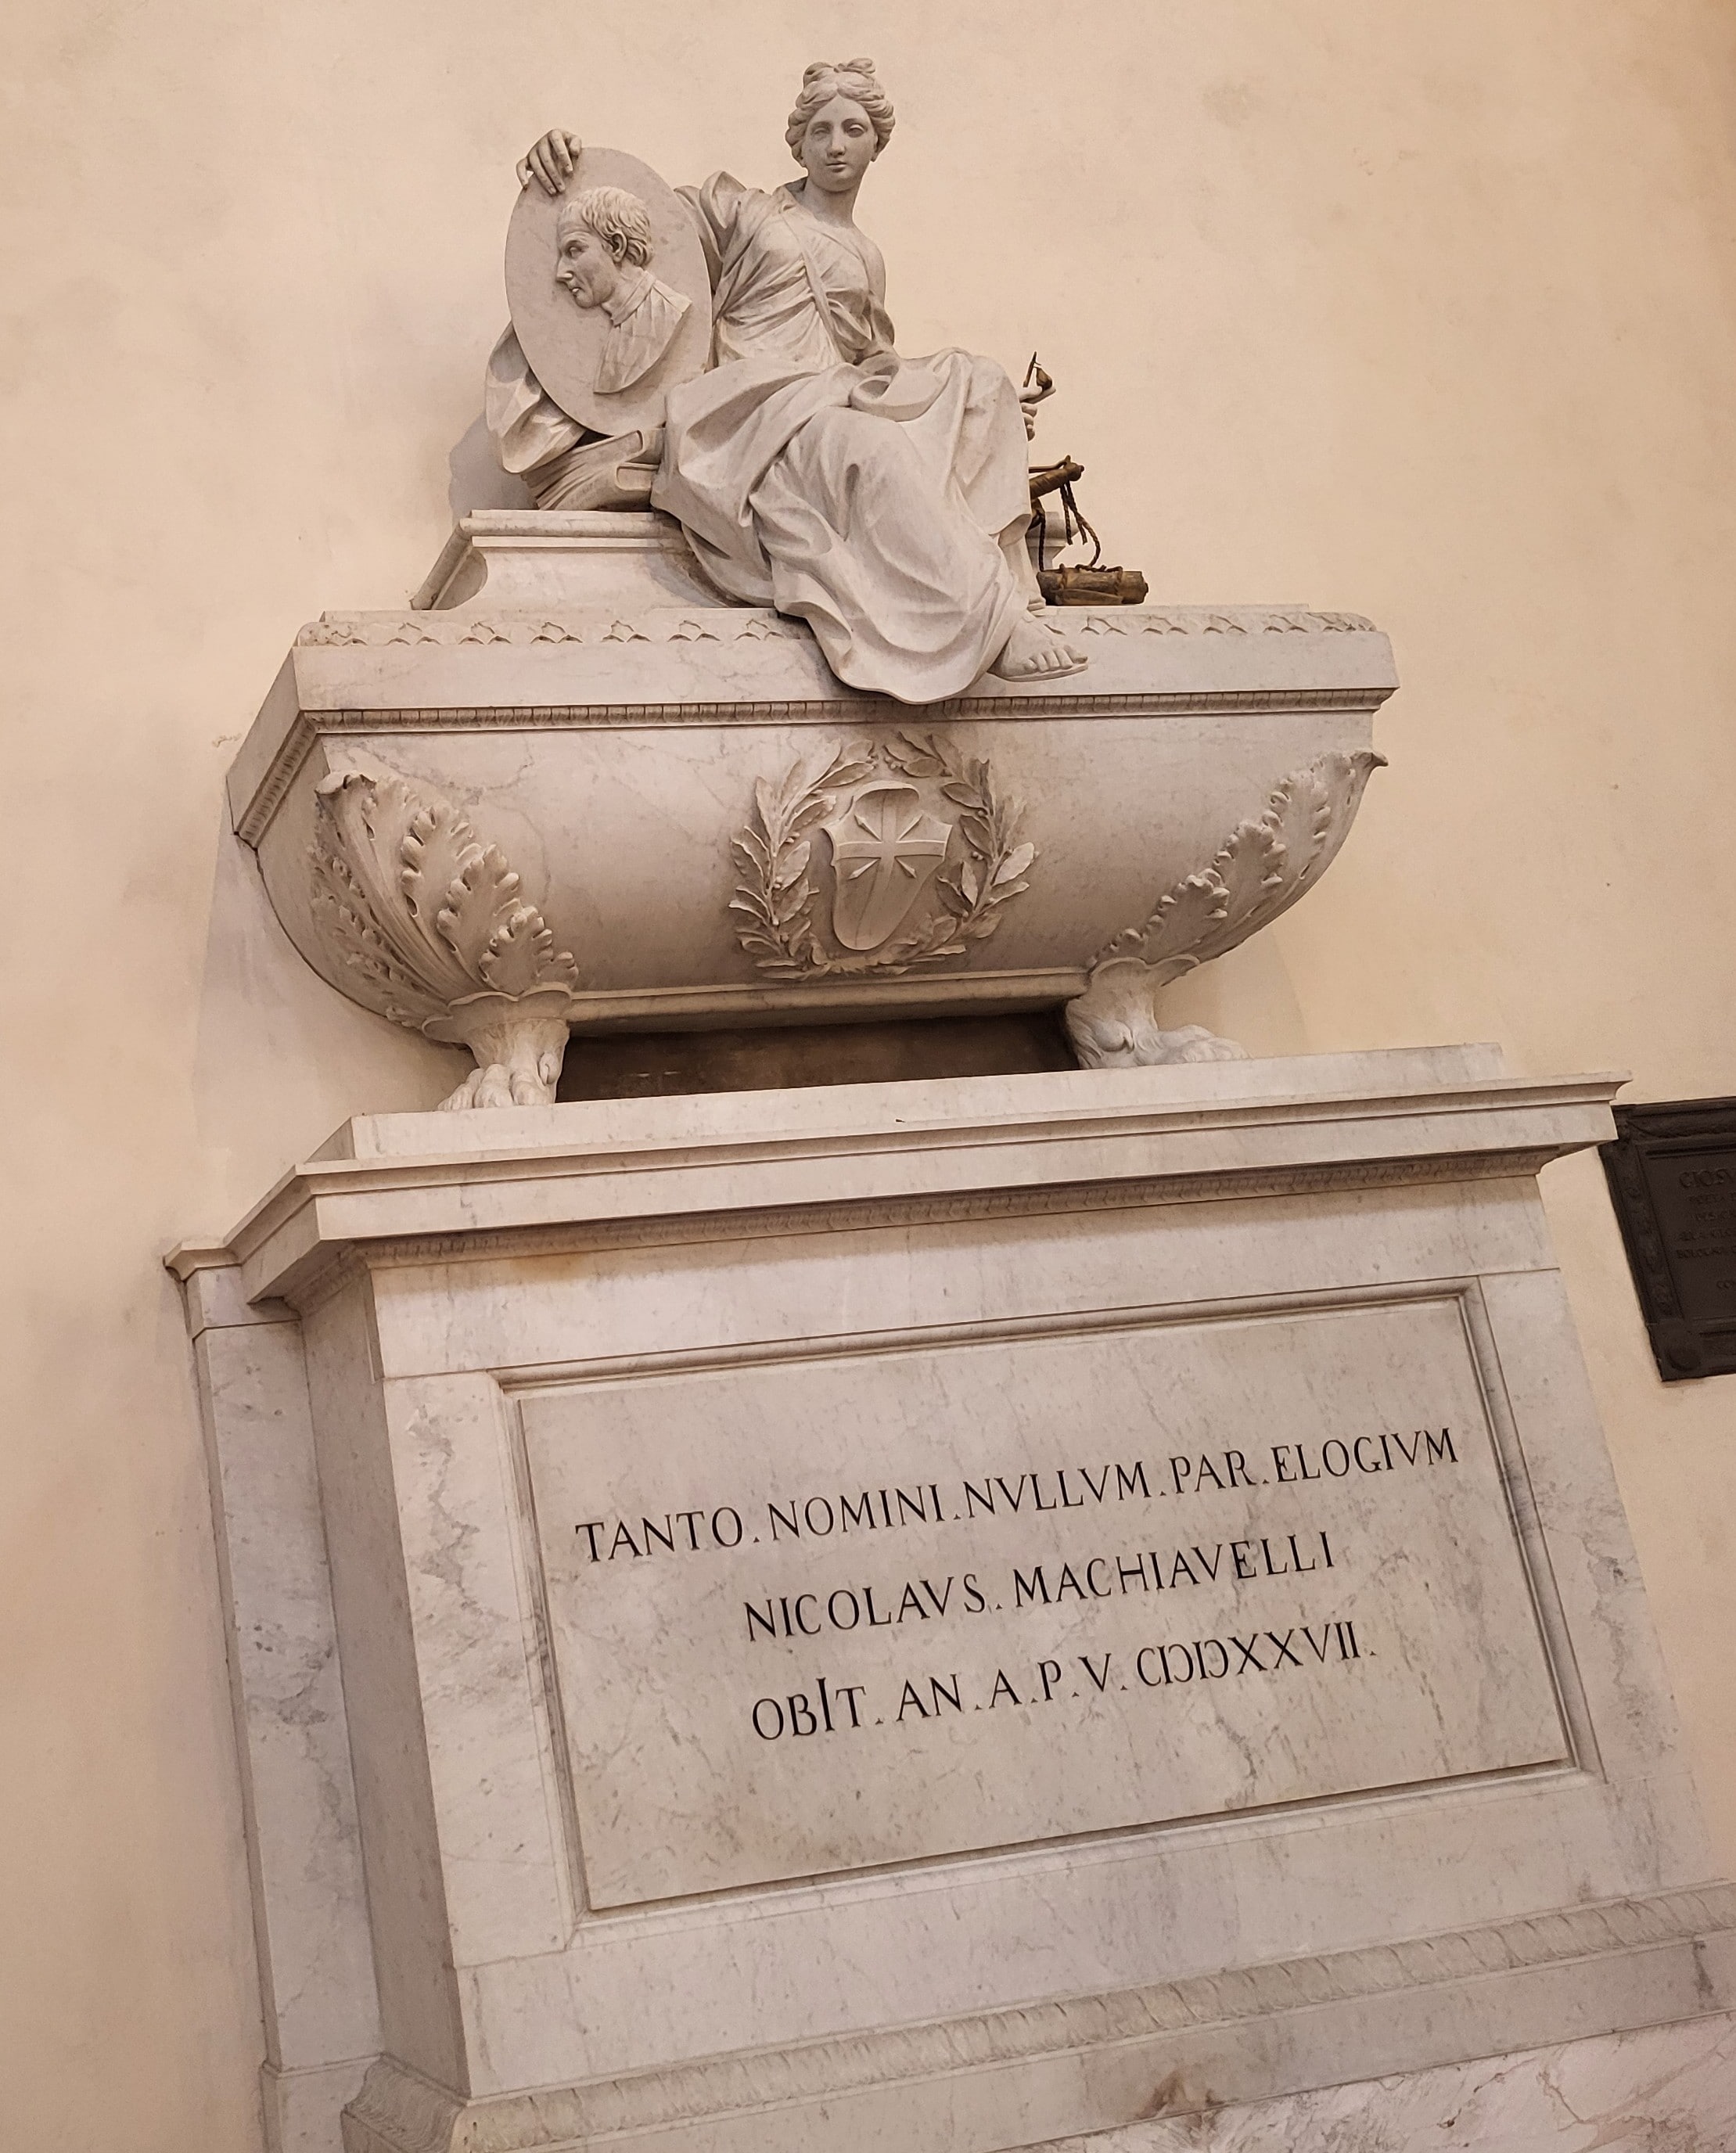 TANTO.NOMINI.NVLLVM.PAR.ELOGIVM
NICOLAVS.MACHIAVELLI
OBIT.AN.A.P.V.CIƆIƆXXVII.